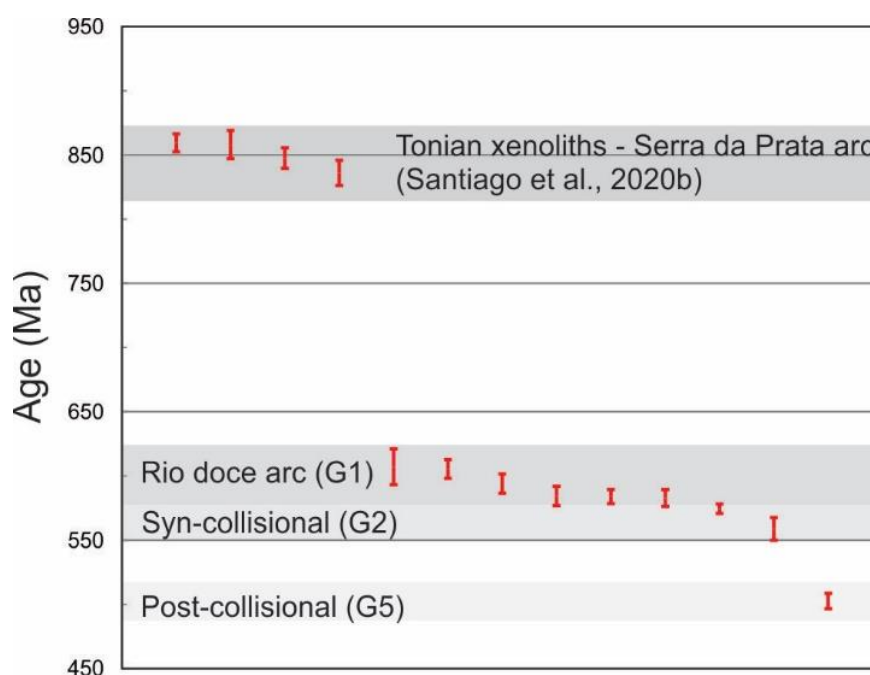 950
850
750
650
550
450
Age (Ma)
Tonian xenoliths - Serra da Prata arc
(Santiago et al., 2020b)
Rio doce arc (G1)
Syn-collisional (G2)
Post-collisional (G5)